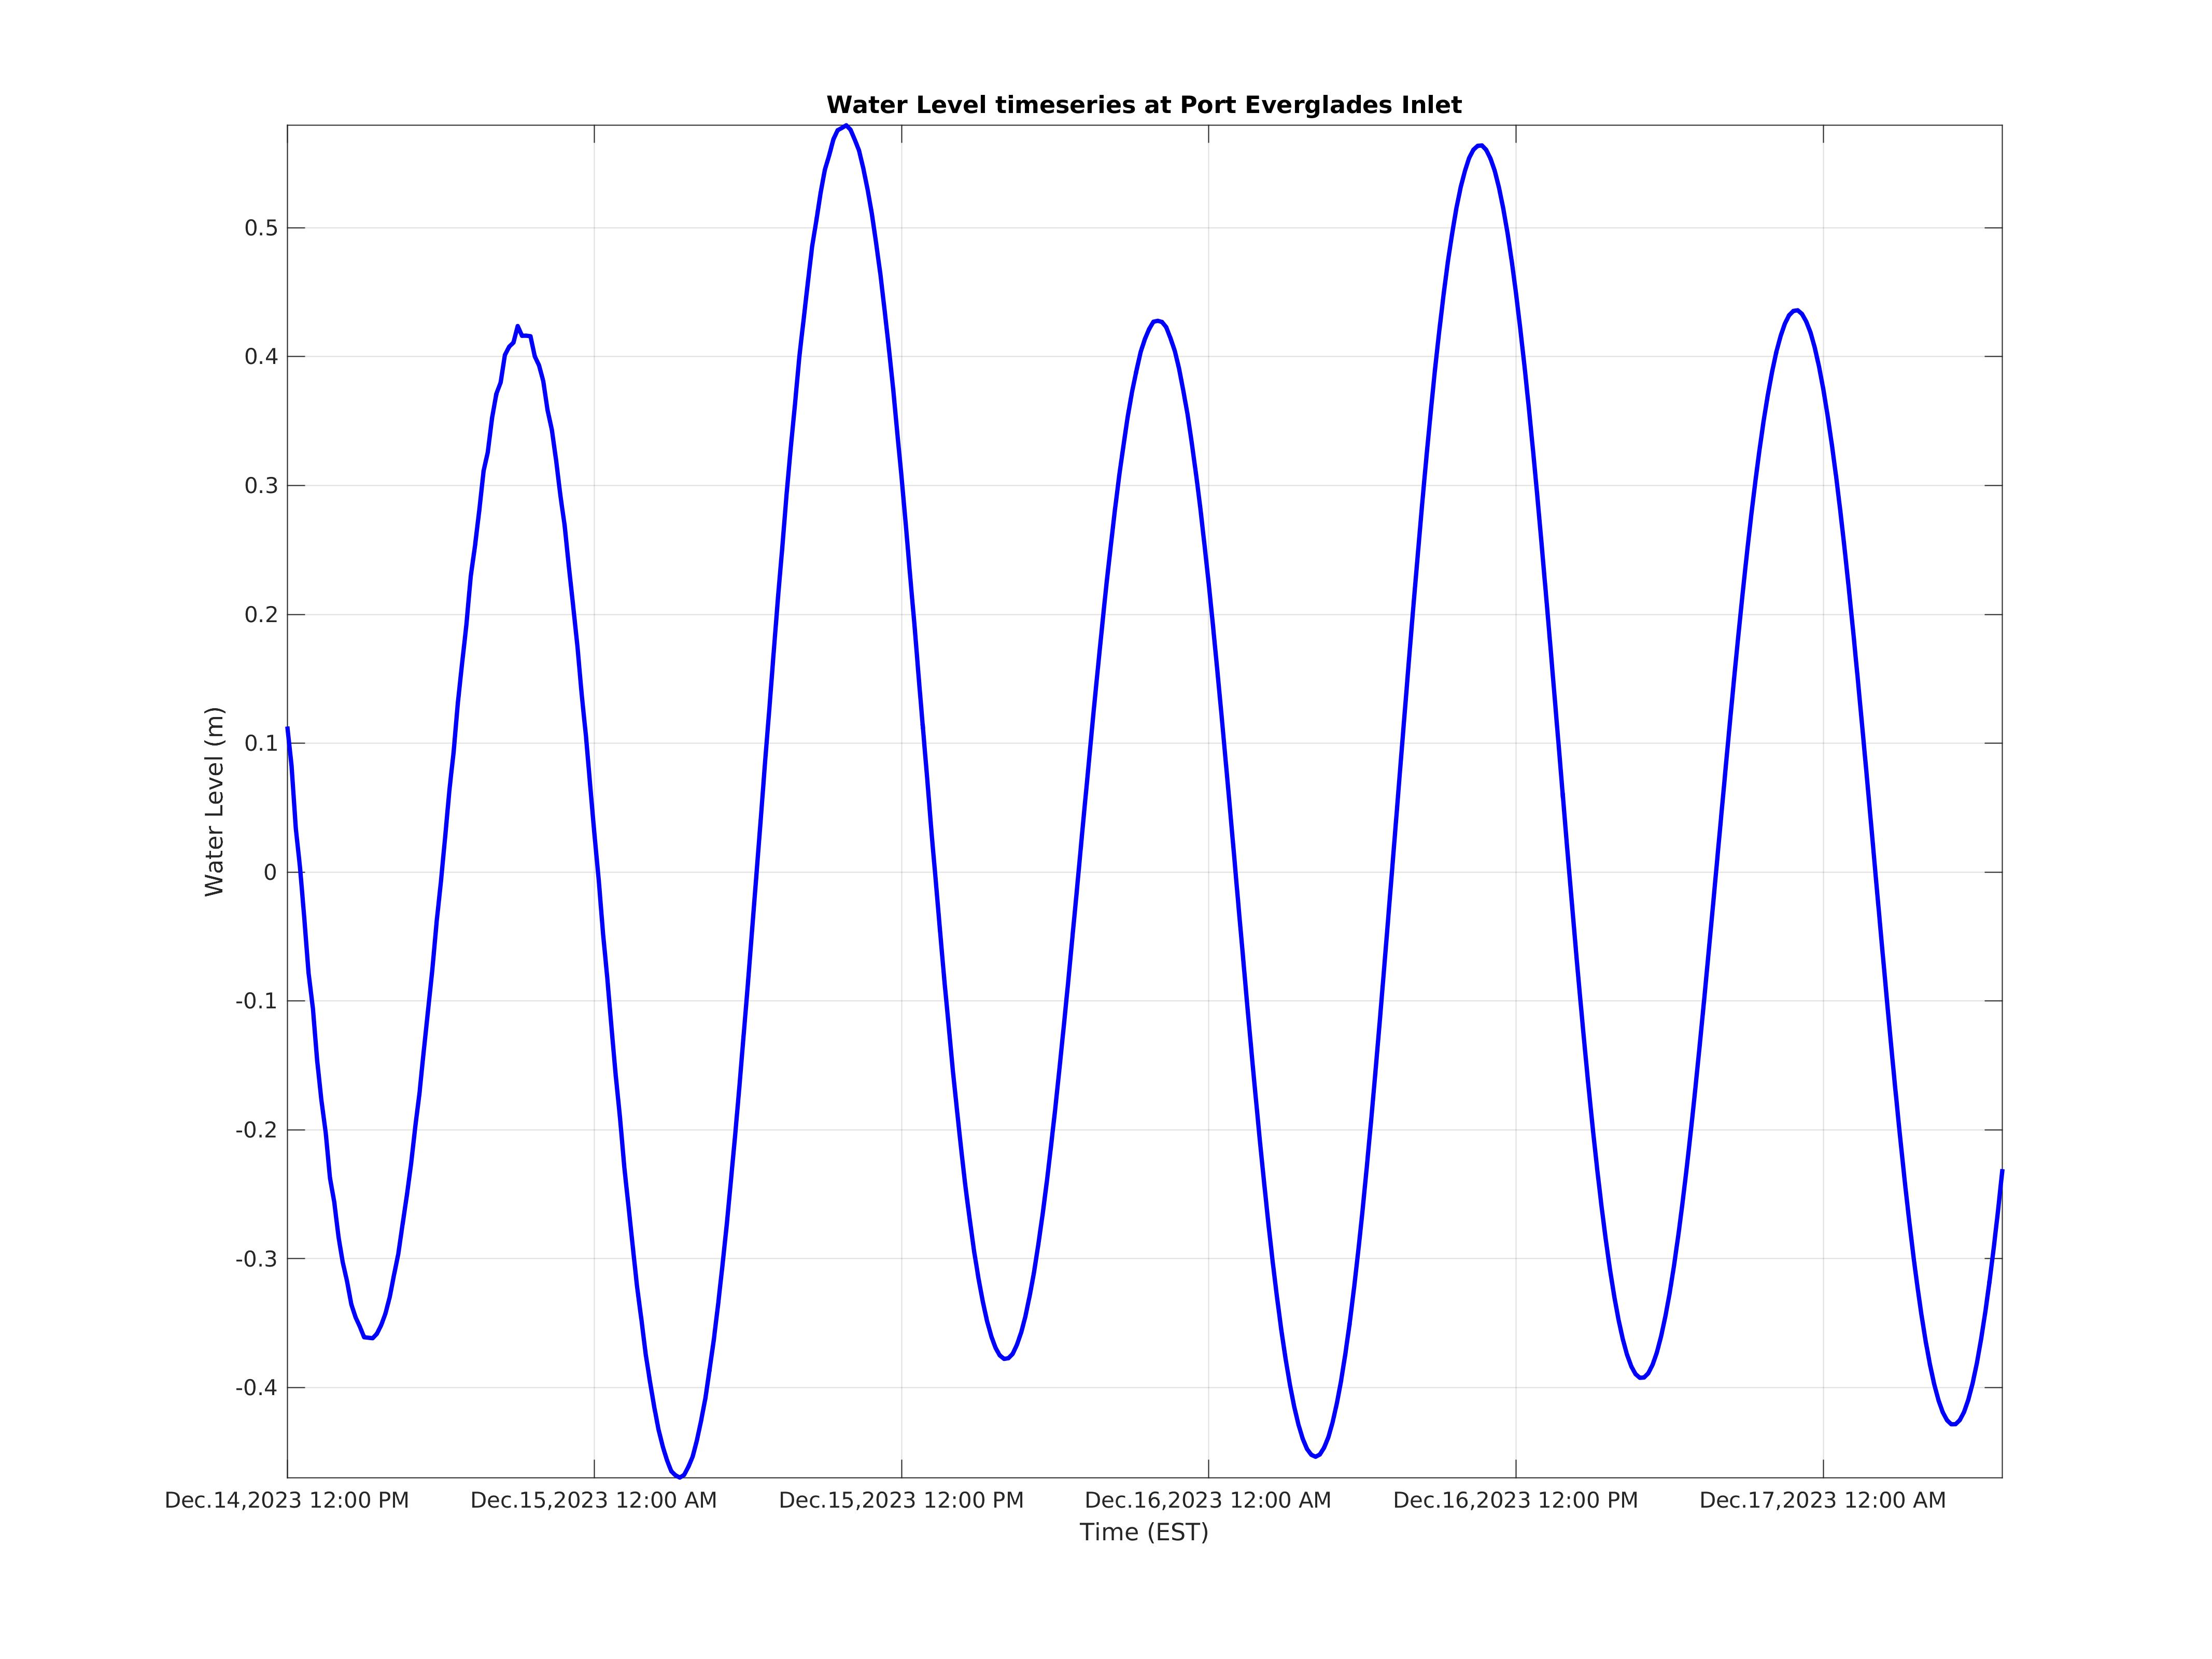 Water Level timeseries at Port Everglades Inlet
0.5
0.4
0.3
0.2
0.1
0
-0.1
-0.2
-0.3
-0.4
Water Level (m)
Dec.14,2023 12:00 PM
Dec.15,2023 12:00 AM
Dec.15,2023 12:00 PM
Dec.16,2023 12:00 AM
Dec.16,2023 12:00 PM
Dec.17,2023 12:00 AM
Time (EST)